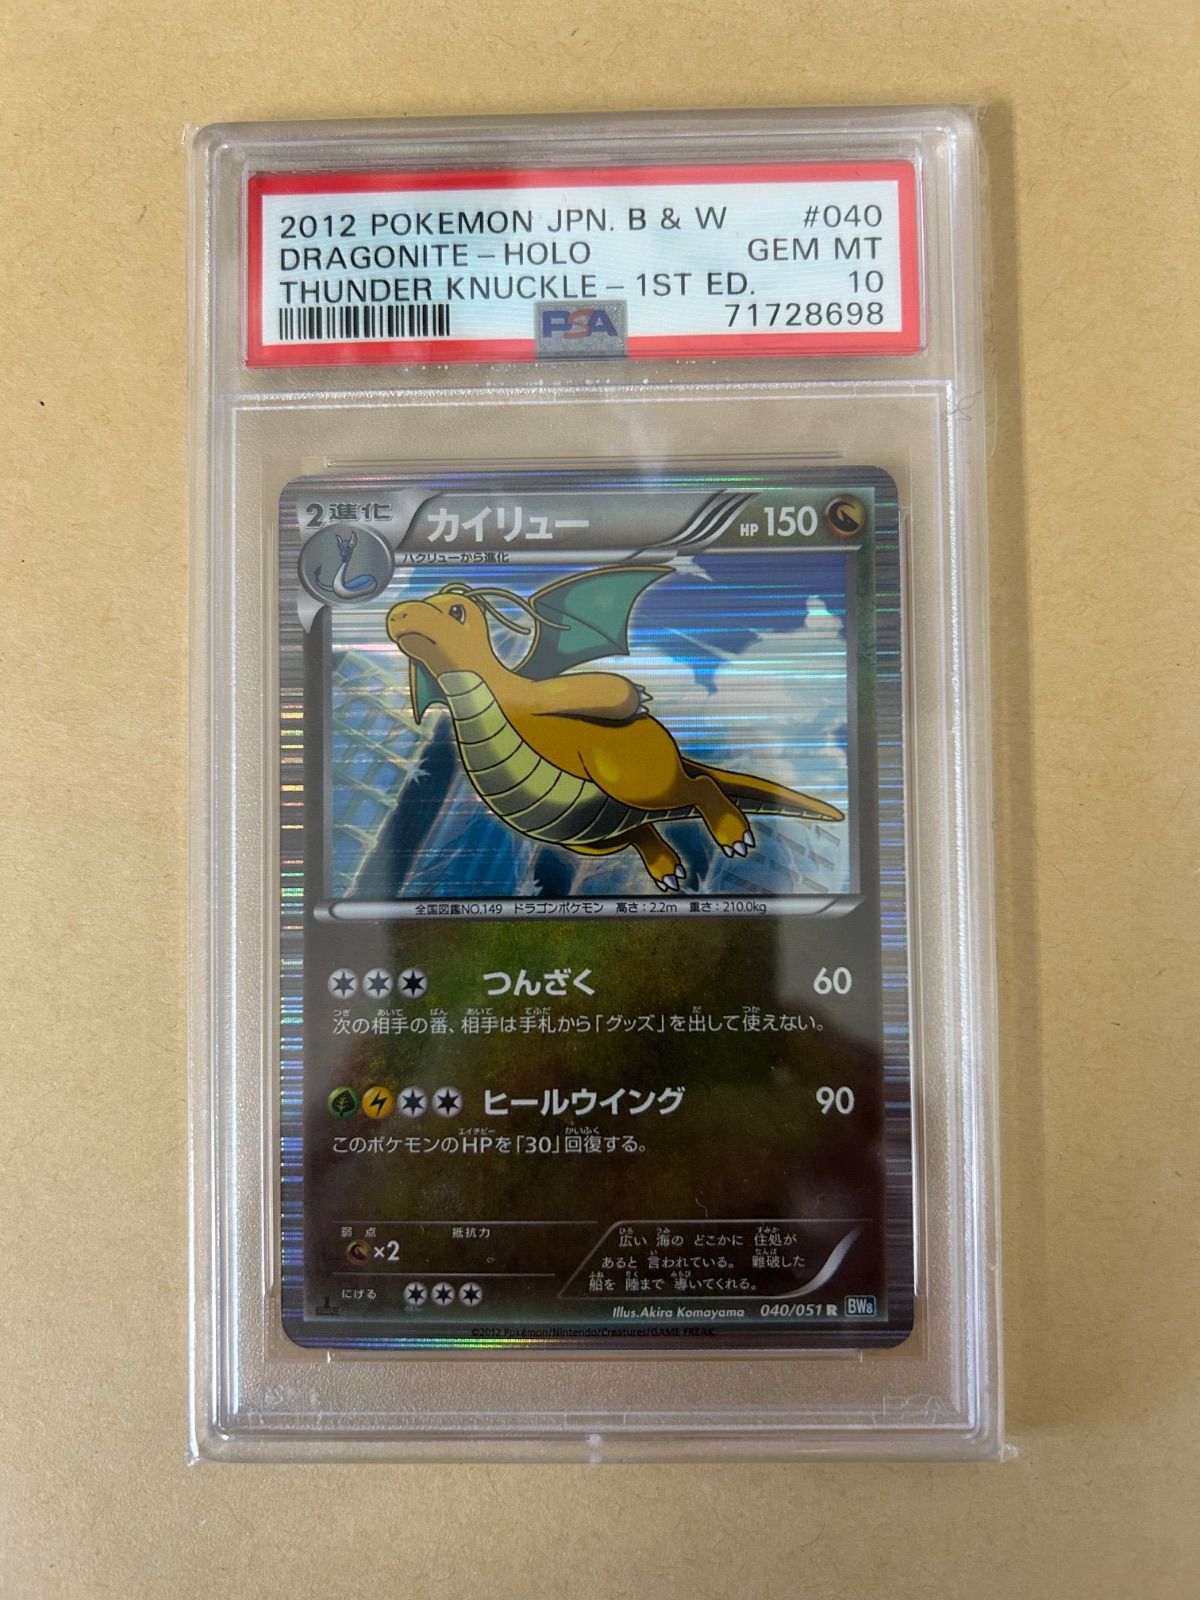 2012 POKEMON JPN. B & W #040
DRAGONITE - HOLO GEM MT
THUNDER KNUCKLE - 1ST ED. 10
PSA 71728698
2進化 カイリュー HP150
ハクリューから進化
全国図鑑NO.149 ドラゴンポケモン 高さ:2.2m 重さ:210.0kg
つんざく 60
次の相手の番、相手は手札から「グッズ」を出して使えない。
ヒールウイング 90
このポケモンのHPを「30」回復する。
弱点 抵抗力
×2
にげる
広い 海の どこかに 住処が
あると 言われている。 難破した
船を 陸まで 導いてくれる。
Illus.Akira Komayama 040/051 R BW8
©2012 Pokémon/Nintendo/Creatures/GAME FREAK